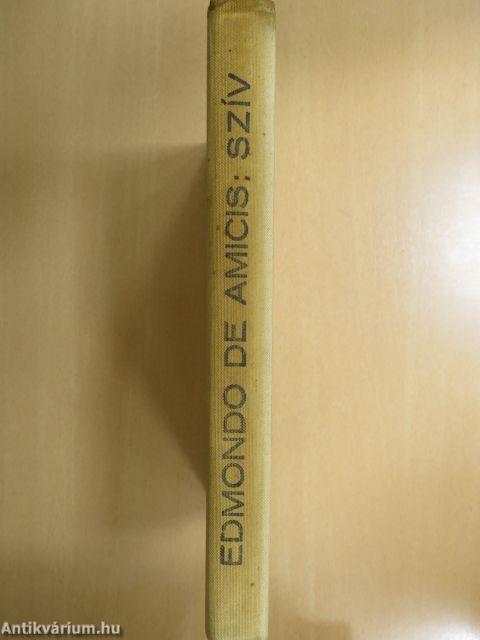 EDMONDO DE AMICIS; SZÍV
Antikvárium.hu